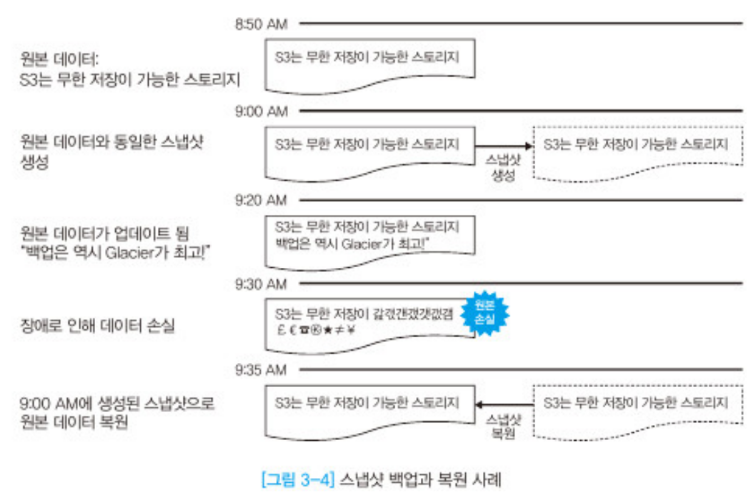 8:50 AM
원본 데이터:
S3는 무한 저장이 가능한 스토리지
S3는 무한 저장이 가능한 스토리지
9:00 AM
원본 데이터와 동일한 스냅샷
생성
S3는 무한 저장이 가능한 스토리지
스냅샷
생성
S3는 무한 저장이 가능한 스토리지
9:20 AM
원본 데이터가 업데이트 됨
"백업은 역시 Glacier가 최고!"
S3는 무한 저장이 가능한 스토리지
백업은 역시 Glacier가 최고!"
9:30 AM
장애로 인해 데이터 손실
S3는 무한 저장이
£ € ☎ ® ★ ≠ ¥
원본
손실
9:35 AM
9:00 AM에 생성된 스냅샷으로
원본 데이터 복원
S3는 무한 저장이 가능한 스토리지
스냅샷
복원
S3는 무한 저장이 가능한 스토리지
[그림 3-4] 스냅샷 백업과 복원 사례